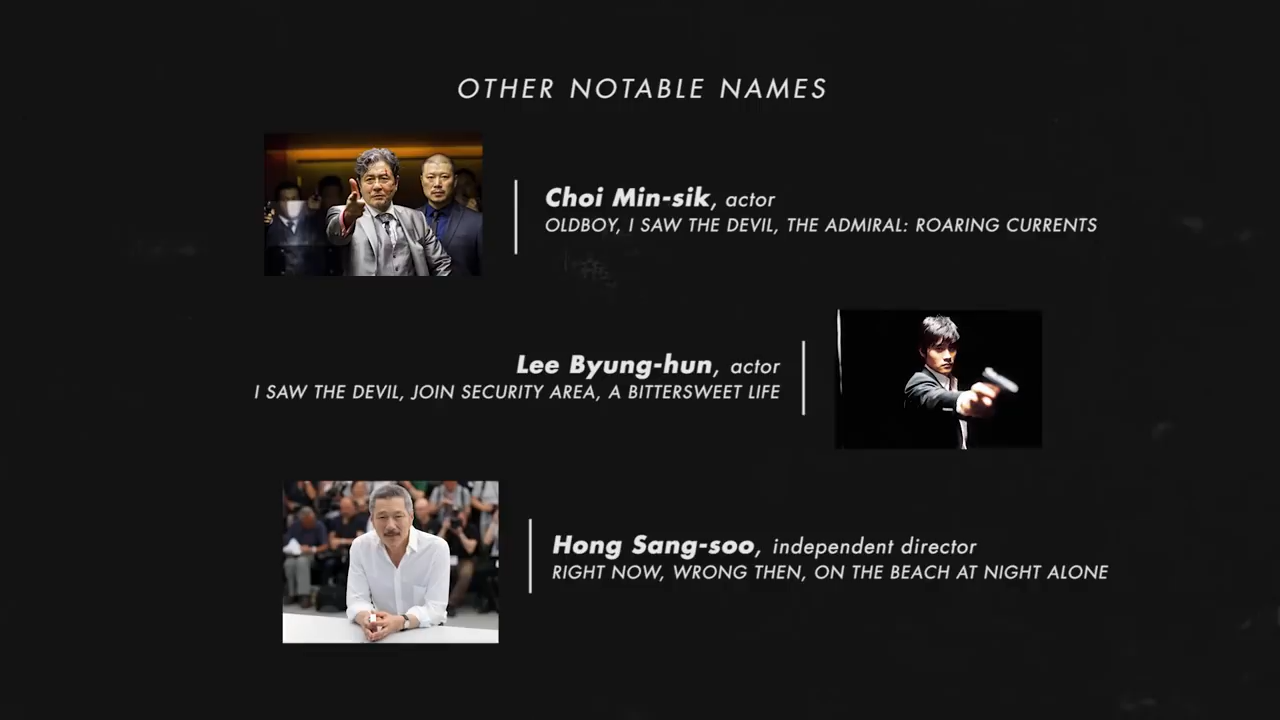 OTHER NOTABLE NAMES
Choi Min-sik, actor
OLDBOY, I SAW THE DEVIL, THE ADMIRAL: ROARING CURRENTS
Lee Byung-hun, actor
I SAW THE DEVIL, JOIN SECURITY AREA, A BITTERSWEET LIFE
Hong Sang-soo, independent director
RIGHT NOW, WRONG THEN, ON THE BEACH AT NIGHT ALONE